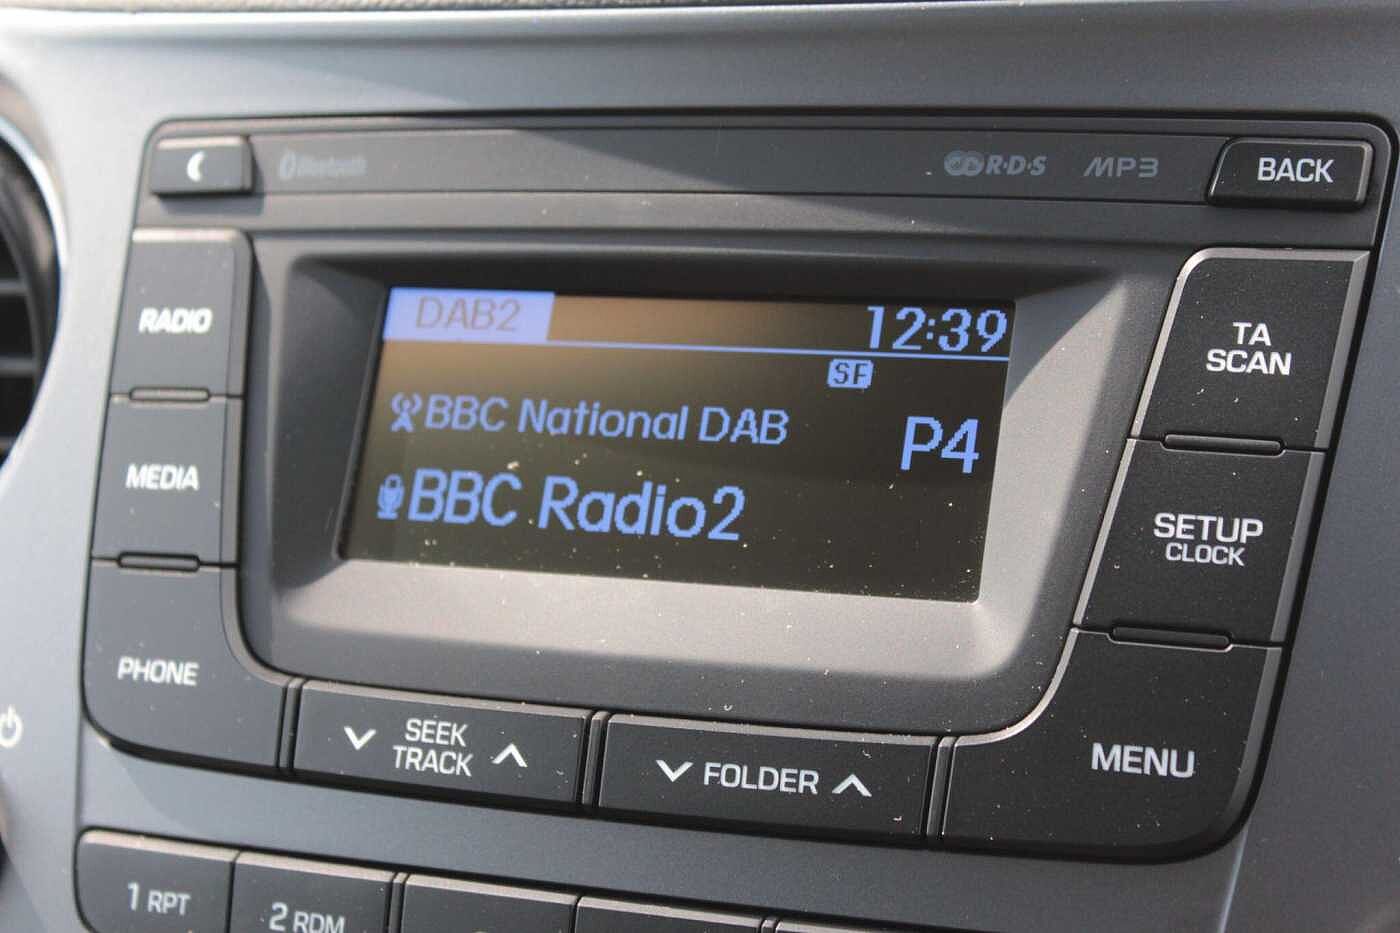 Bluetooth
R·D·S
MP3
BACK
RADIO
MEDIA
PHONE
DAB2
12:39
SF
BBC National DAB
P4
BBC Radio2
TA
SCAN
SETUP
CLOCK
MENU
SEEK
TRACK
FOLDER
1 RPT
2 RDM